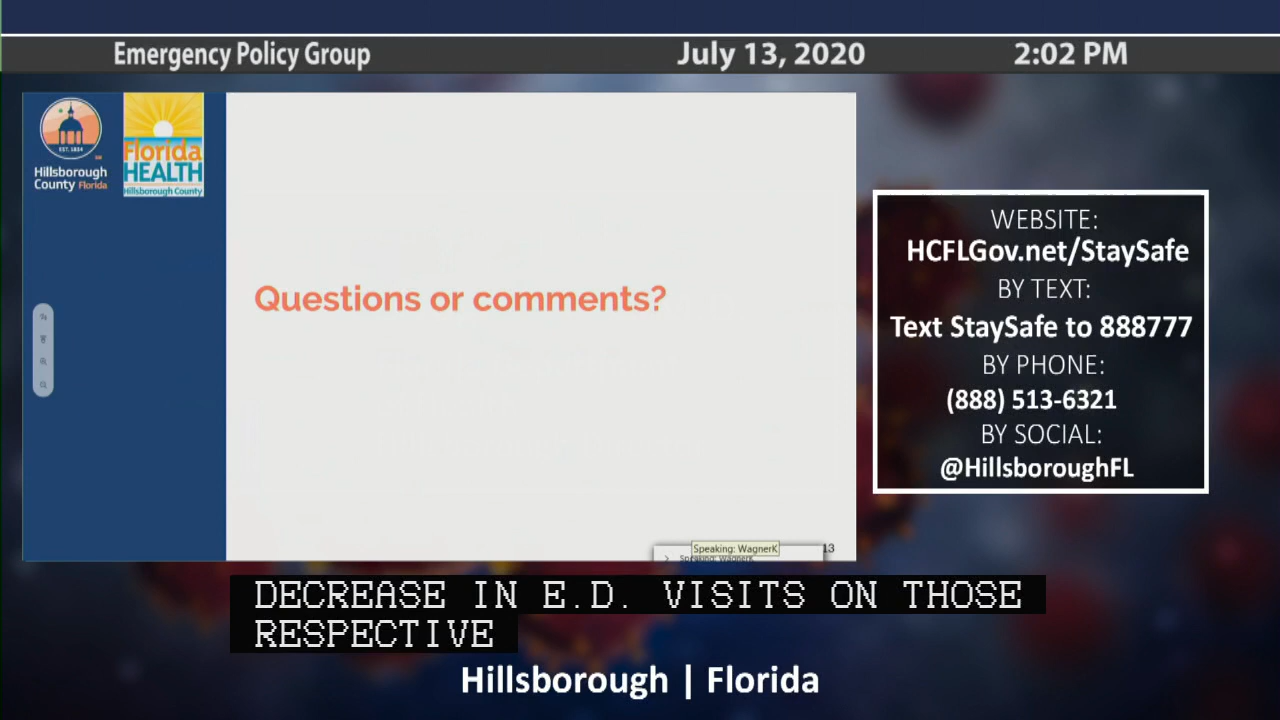 Emergency Policy Group
July 13, 2020
2:02 PM
EST. 1834
Hillsborough
County Florida
Florida
HEALTH
Hillsborough County
Questions or comments?
WEBSITE:
HCFLGov.net/StaySafe
BY TEXT:
Text StaySafe to 888777
BY PHONE:
(888) 513-6321
BY SOCIAL:
@HillsboroughFL
Speaking: WagnerK
Speaking: WagnerK
13
DECREASE IN E.D. VISITS ON THOSE
RESPECTIVE
Hillsborough | Florida